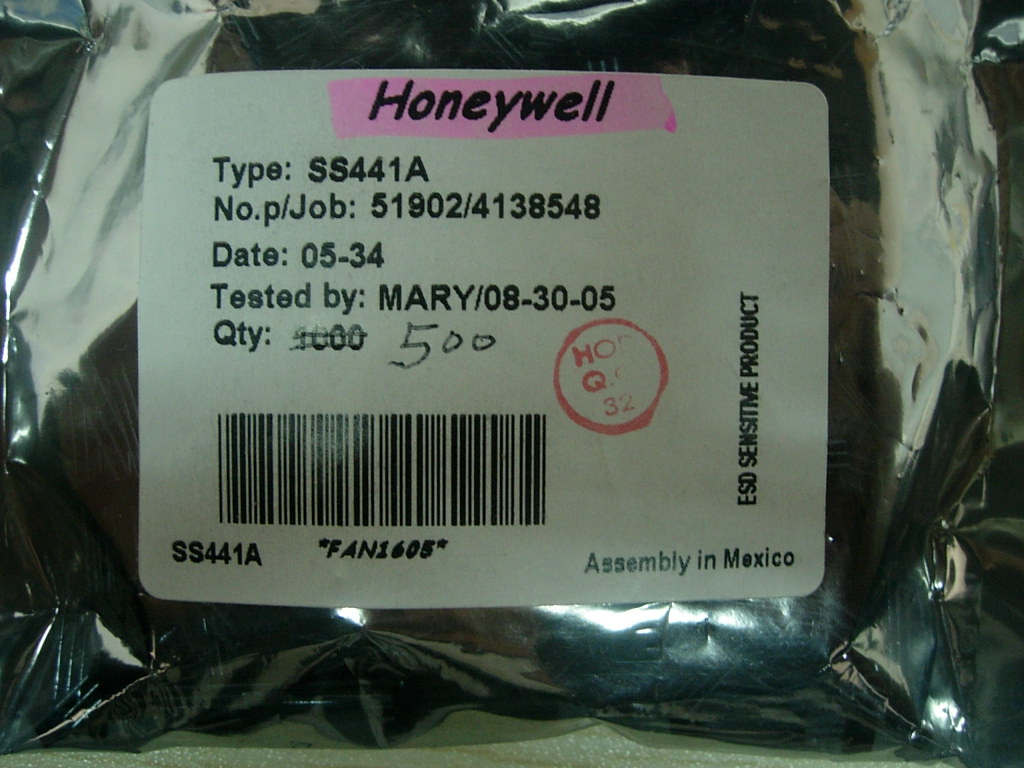 Honeywell
Type: SS441A
No.p/Job: 51902/4138548
Date: 05-34
Tested by: MARY/08-30-05
Qty: 1000 500
Q.
32
ESD SENSITIVE PRODUCT
SS441A
*FAN1605*
Assembly in Mexico